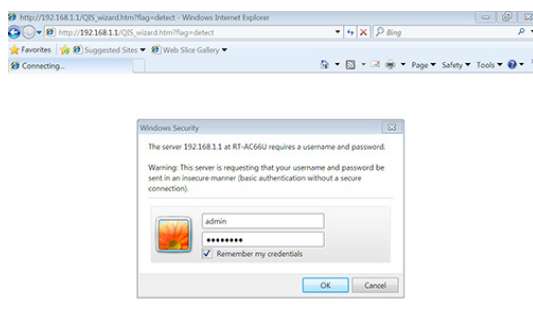 http://192.168.1.1/QIS_wizard.htm?flag=detect - Windows Internet Explorer
http://192.168.1.1/QIS_wizard.htm?flag=detect
Bing
Favorites Suggested Sites Web Slice Gallery
Connecting...
Page Safety Tools
Windows Security
The server 192.168.1.1 at RT-AC66U requires a username and password.
Warning: This server is requesting that your username and password be
sent in an insecure manner (basic authentication without a secure
connection).
admin
••••••••
Remember my credentials
OK Cancel